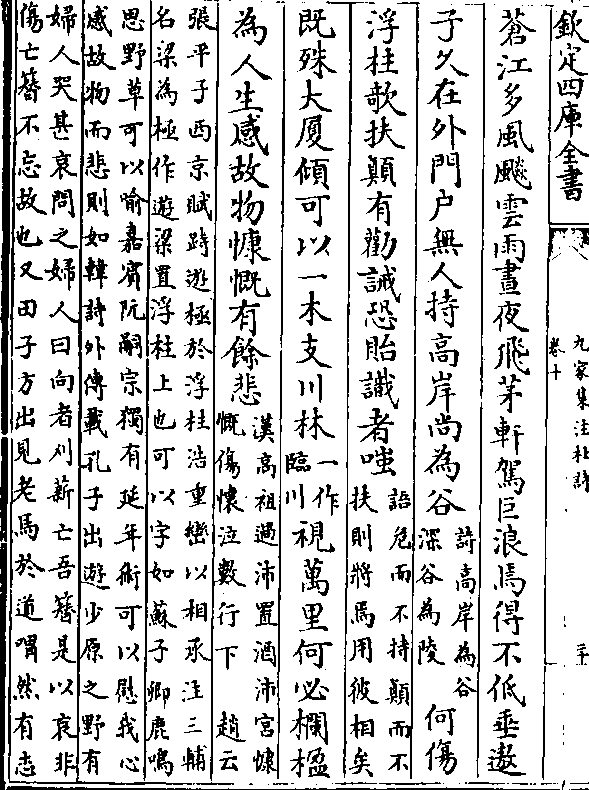 欽定四庫全書
九家集注杜詩
卷十
蒼江多風飇雲雨晝夜飛茅軒駕巨浪焉得不低垂遊
子久在外門户無人持高岸尚為谷
詩高岸為谷
深谷為陵
何傷
浮柱欹扶顛有勸誡恐貽識者嗤
語危而不持顛而不
扶則將焉用彼相矣
既殊大厦傾可以一木支川林
一作
臨川
視萬里何必欄楹
為人生感故物慷慨有餘悲
漢高祖過沛置酒沛宫慷
慨傷懷泣數行下 趙云
張平子西京賦跱遊極於浮柱浩重欒以相承注三輔
名梁為極作遊梁置浮柱上也可以字如蘇子卿鹿鳴
思野草可以喻嘉賓阮嗣宗獨有延年術可以慰我心
感故物而悲則如韓詩外傳載孔子出遊少原之野有
婦人哭甚哀問之婦人曰向者刈薪亡吾簪是以哀非
傷亡簪不忘故也又田子方出見老馬於道喟然有志